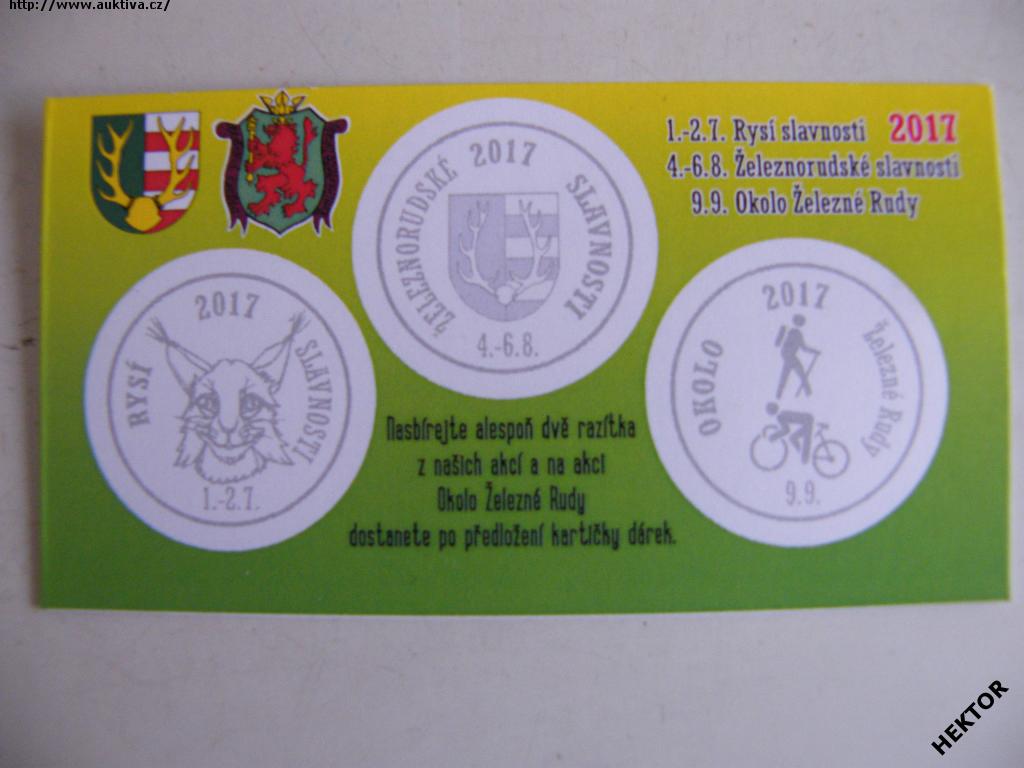 http://www.auktiva.cz/
1.-2.7. Rysí slavnosti 2017
4.-6.8. Železnorudské slavnosti
9.9. Okolo Železné Rudy
ŽELEZNORUDSKÉ 2017 SLAVNOSTI
4.-6.8.
RYSÍ 2017 SLAVNOSTI
1.-2.7.
OKOLO 2017 Železné Rudy
9.9.
Nasbírejte alespoň dvě razítka
z našich akcí a na akci
Okolo Železné Rudy
dostanete po předložení kartičky dárek.
HEKTOR